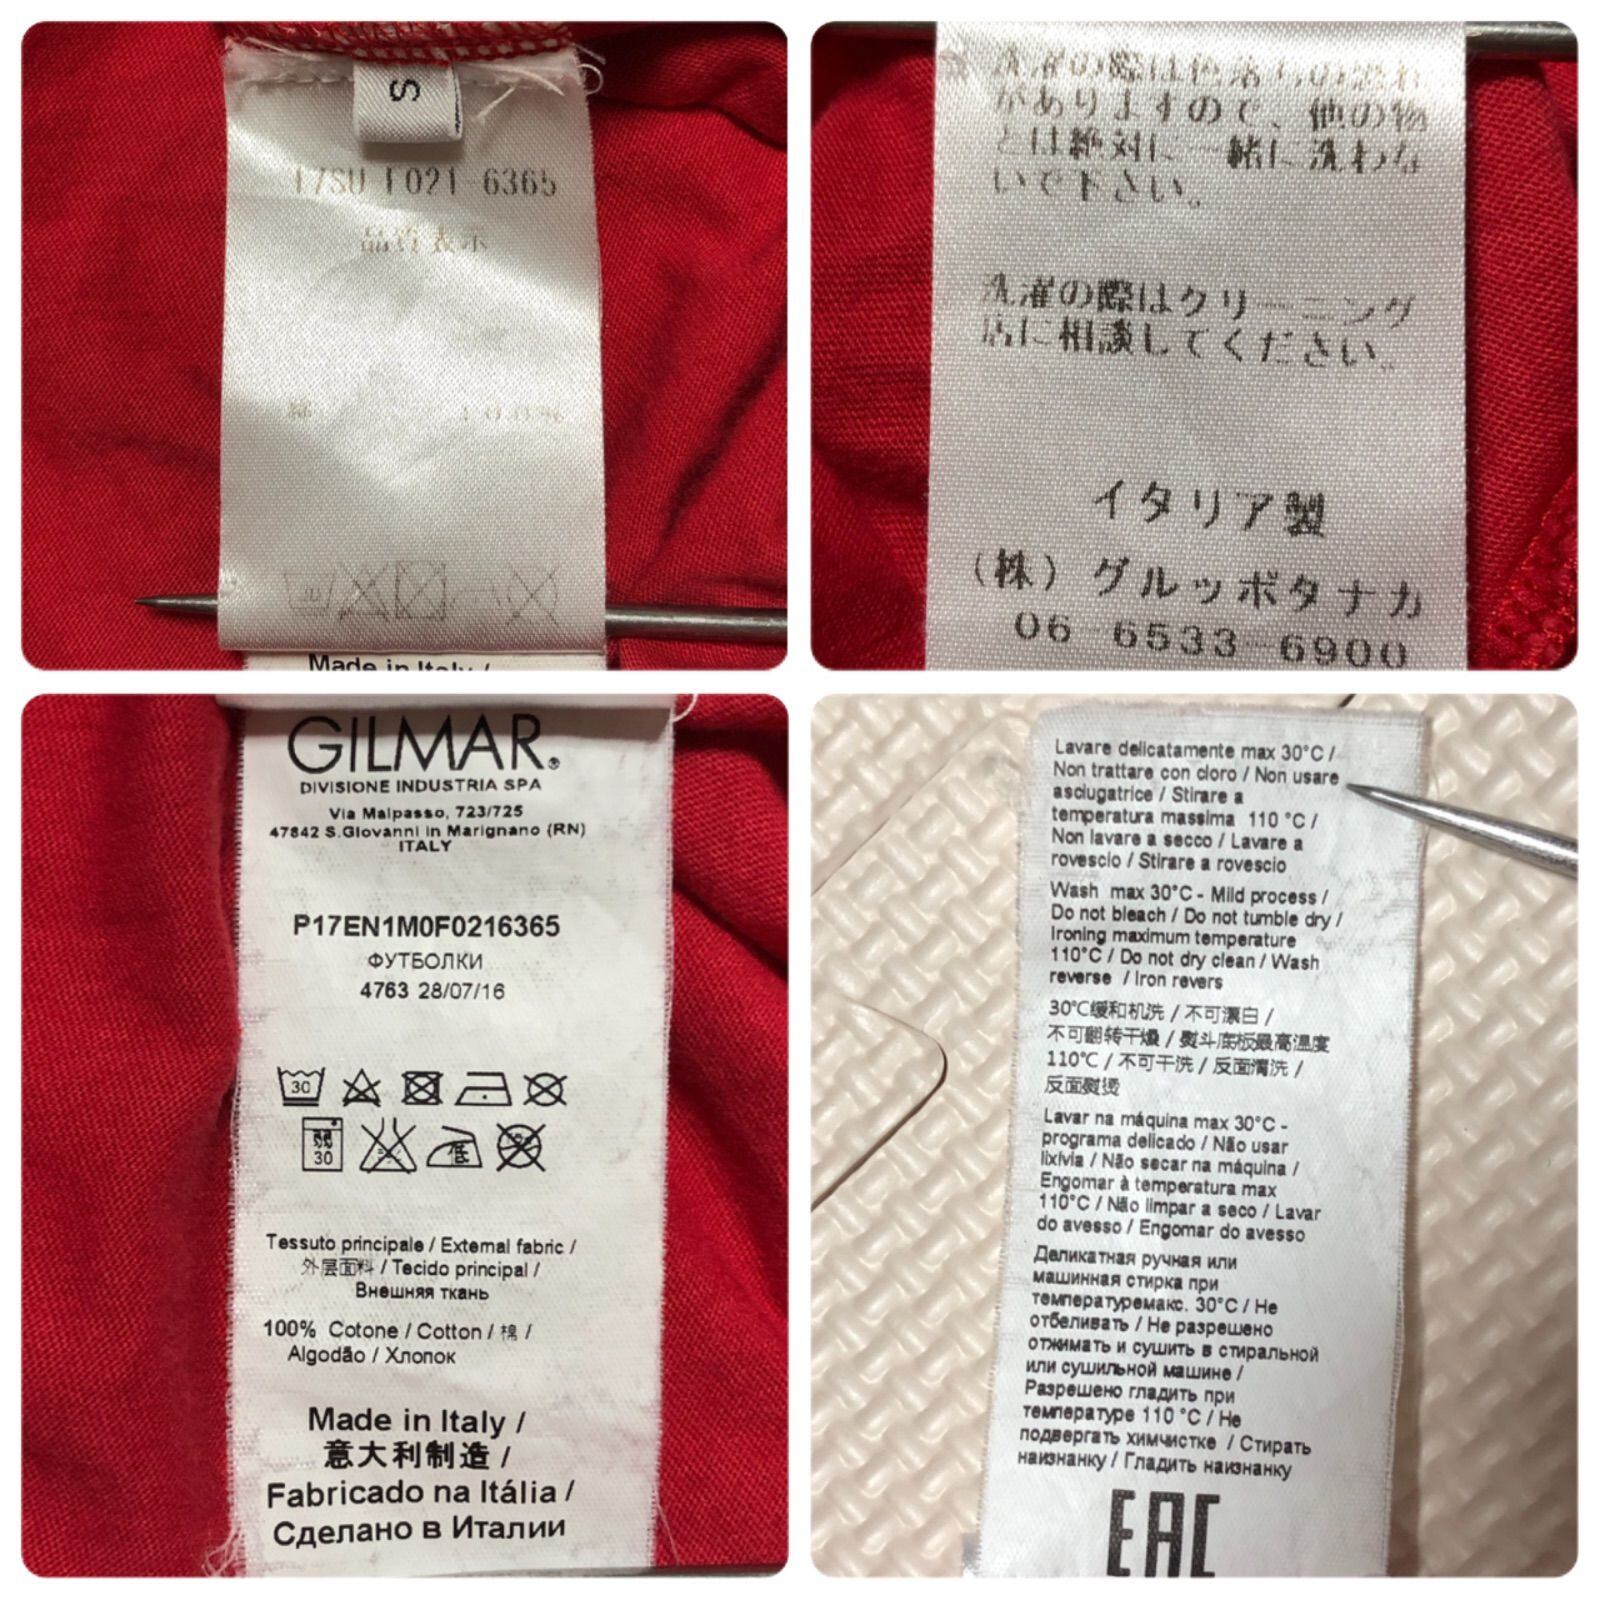 S
17SU F021-6365
品質表示
洗濯の際は色落ちの恐れ
がありますので、他の物
とは絶対に一緒に洗わな
いで下さい。
洗濯の際はクリーニング
店に相談してください。
イタリア製
(株)グルッポタナカ
06-6533-6900
Made in Italy /
GILMAR®
DIVISIONE INDUSTRIA SPA
Via Malpasso, 723/725
47842 S.Giovanni in Marignano (RN)
ITALY
P17EN1M0F0216365
ФУТБОЛКИ
4763 28/07/16
30
30
低
Tessuto principale / External fabric /
外层面料 / Tecido principal /
Внешняя ткань
100% Cotone / Cotton / 棉 /
Algodão / Хлопок
Made in Italy /
意大利制造 /
Fabricado na Itália /
Сделано в Италии
Lavare delicatamente max 30°C /
Non trattare con cloro / Non usare
asciugatrice / Stirare a
temperatura massima 110 °C /
Non lavare a secco / Lavare a
rovescio / Stirare a rovescio
Wash max 30°C - Mild process /
Do not bleach / Do not tumble dry /
Ironing maximum temperature
110°C / Do not dry clean / Wash
reverse / Iron revers
30°C缓和机洗 / 不可漂白 /
不可翻转干燥 / 熨斗底板最高温度
110°C / 不可干洗 / 反面清洗 /
反面熨烫
Lavar na máquina max 30°C -
programa delicado / Não usar
lixívia / Não secar na máquina /
Engomar à temperatura max
110°C / Não limpar a seco / Lavar
do avesso / Engomar do avesso
Деликатная ручная или
машинная стирка при
температуремакс. 30°C / Не
отбеливать / Не разрешено
отжимать и сушить в стиральной
или сушильной машине /
Разрешено гладить при
температуре 110 °C / Не
подвергать химчистке / Стирать
наизнанку / Гладить наизнанку
EAC